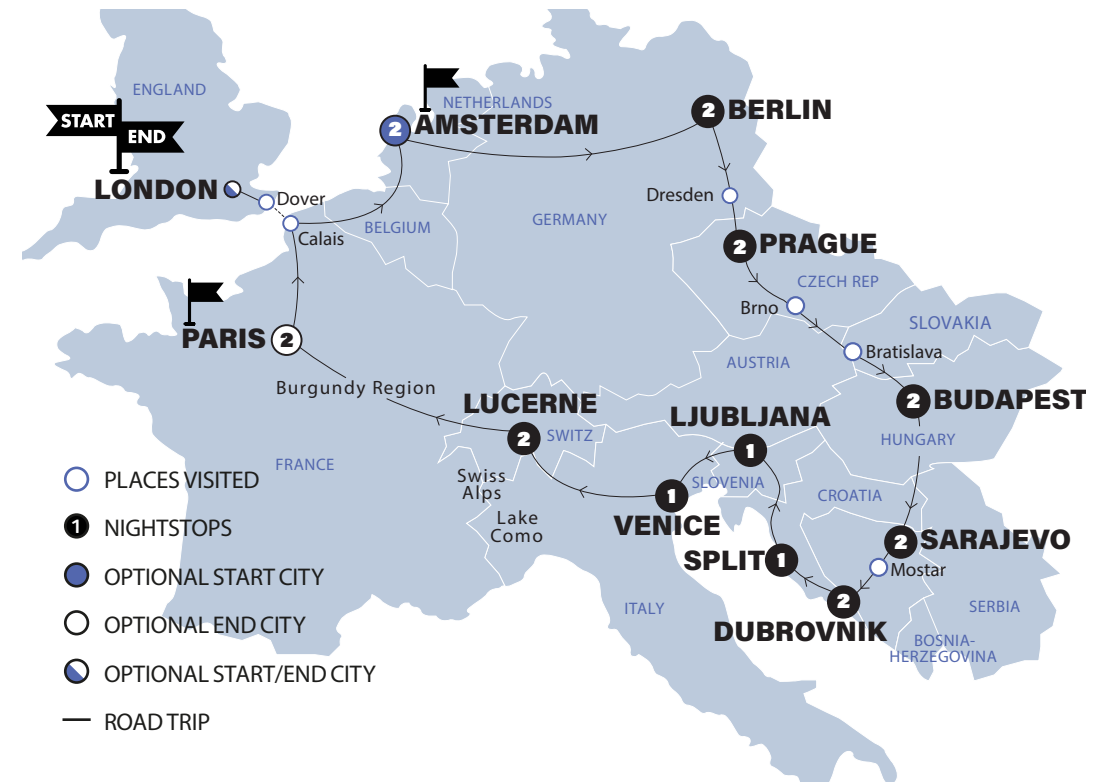 ENGLAND
START
END
LONDON
Dover
Calais
NETHERLANDS
2 AMSTERDAM
BELGIUM
GERMANY
2 BERLIN
Dresden
2 PRAGUE
CZECH REP
Brno
SLOVAKIA
Bratislava
AUSTRIA
2 BUDAPEST
HUNGARY
PARIS 2
Burgundy Region
LUCERNE
2
SWITZ
FRANCE
Swiss
Alps
Lake
Como
LJUBLJANA
1
SLOVENIA
1
VENICE
CROATIA
SPLIT 1
2 SARAJEVO
Mostar
2
DUBROVNIK
ITALY
SERBIA
BOSNIA-
HERZEGOVINA
PLACES VISITED
1 NIGHTSTOPS
OPTIONAL START CITY
OPTIONAL END CITY
OPTIONAL START/END CITY
ROAD TRIP